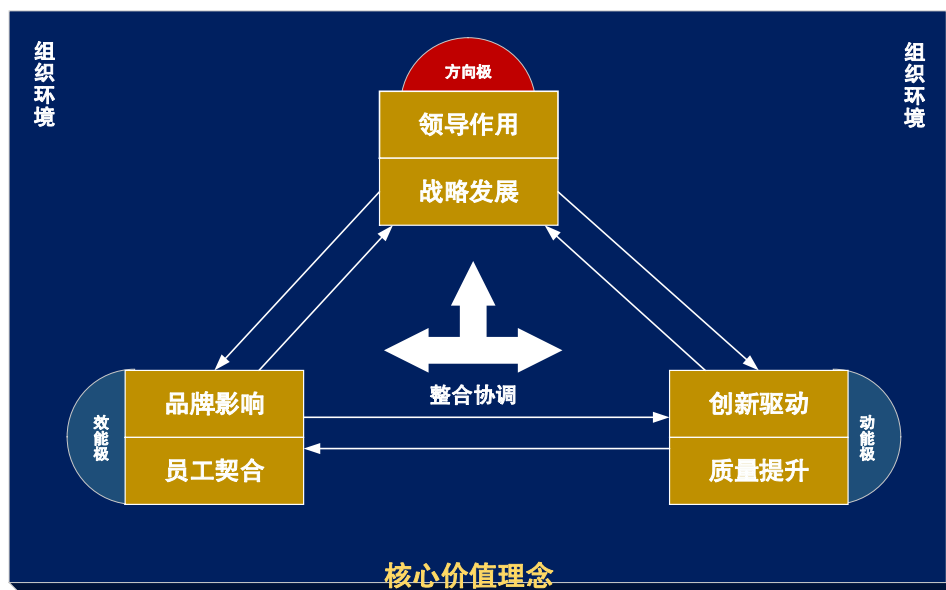 组织环境
组织环境
方向极
领导作用
战略发展
整合协调
效能极
品牌影响
员工契合
创新驱动
质量提升
动能极
核心价值理念